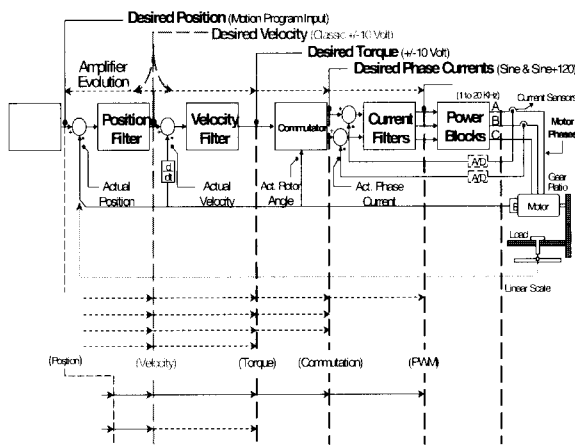 Desired Position (Motion Program Input)
Desired Velocity (Classic +/-10 Volt)
Desired Torque (+/-10 Volt)
Desired Phase Currents (Sine & Sine+120)
Amplifier
Evolution
(1 to 20 KHz)
Current Sensors
Position
Filter
Velocity
Filter
Commutator
Current
Filters
Power
Blocks
A
B
C
Motor
Phases
A/D
A/D
d
dt
Actual
Position
Actual
Velocity
Act. Rotor
Angle
Act. Phase
Current
Gear
Ratio
E
Motor
Load
Linear Scale
(Position)
(Velocity)
(Torque)
(Commutation)
(PWM)